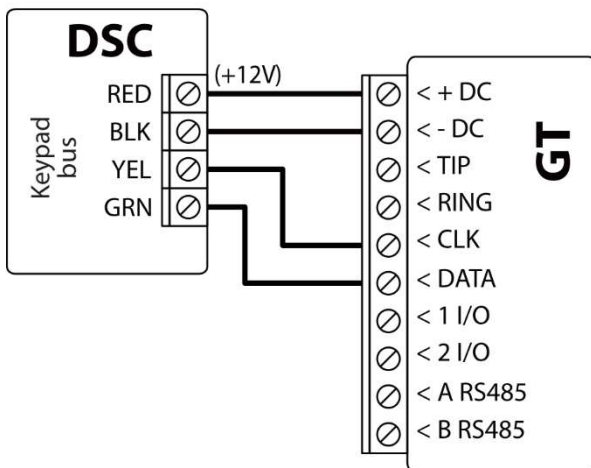 DSC
(+12V)
RED
BLK
YEL
GRN
Keypad
bus
GT
< + DC
< - DC
< TIP
< RING
< CLK
< DATA
< 1 I/O
< 2 I/O
< A RS485
< B RS485